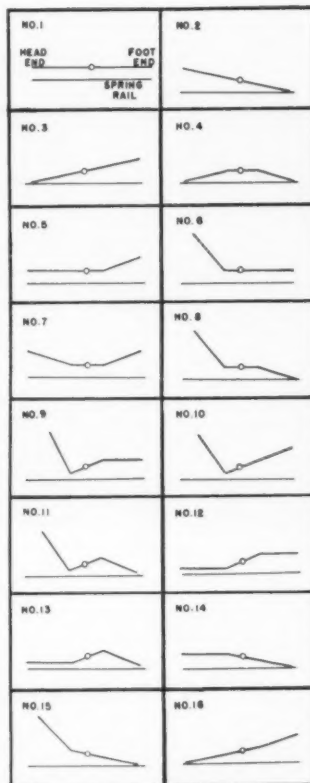 NO.1
HEAD END
FOOT END
SPRING RAIL
NO.2
NO.3
NO.4
NO.5
NO.6
NO.7
NO.8
NO.9
NO.10
NO.11
NO.12
NO.13
NO.14
NO.15
NO.16